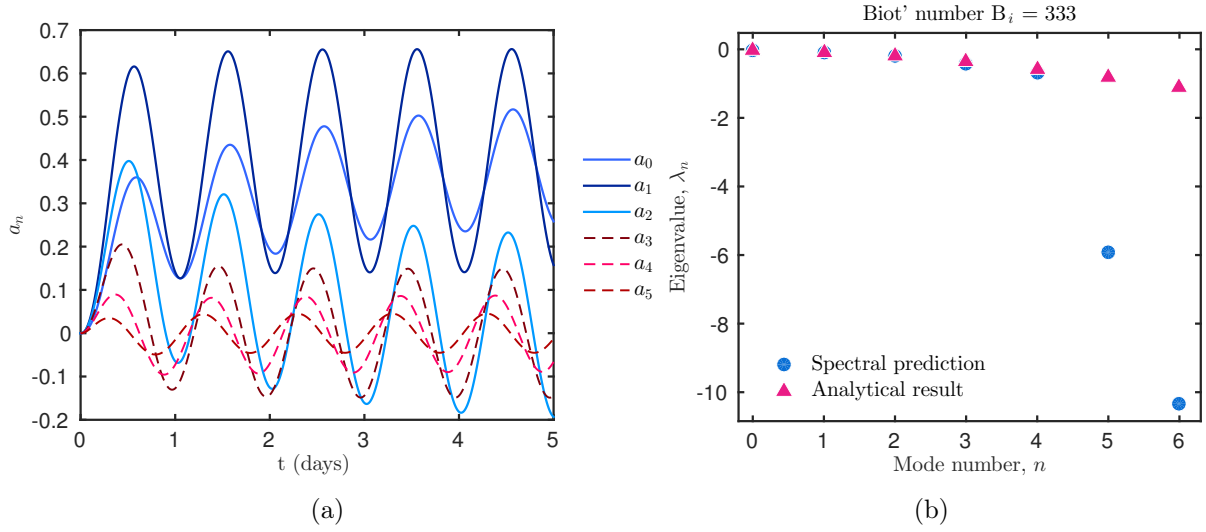 0.7
0.6
0.5
0.4
0.3
0.2
0.1
0
-0.1
-0.2
a_n
0 1 2 3 4 5
t (days)
a_0
a_1
a_2
a_3
a_4
a_5
(a)
Biot' number B_i = 333
0
-2
-4
-6
-8
-10
Eigenvalue, λ_n
Spectral prediction
Analytical result
0 1 2 3 4 5 6
Mode number, n
(b)